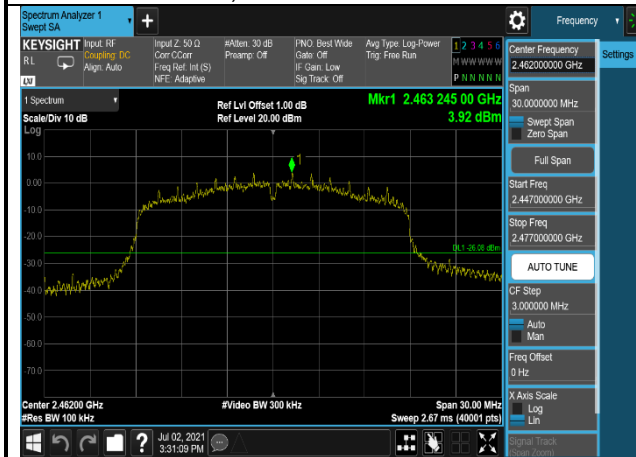 Spectrum Analyzer 1
Swept SA
Frequency
KEYSIGHT
RL
LXI
Input: RF
Coupling: DC
Align: Auto
Input Z: 50 Ω
Corr CCorr
Freq Ref: Int (S)
NFE: Adaptive
#Atten: 30 dB
Preamp: Off
PNO: Best Wide
Gate: Off
IF Gain: Low
Sig Track: Off
Avg Type: Log-Power
Trig: Free Run
1 2 3 4 5 6
M W W W W W
P N N N N N
1 Spectrum
Scale/Div 10 dB
Log
Ref Lvl Offset 1.00 dB
Ref Level 20.00 dBm
Mkr1 2.463 245 00 GHz
3.92 dBm
1
10.0
0.00
-10.0
-20.0
-30.0
-40.0
-50.0
-60.0
-70.0
DL1 -26.08 dBm
Center 2.46200 GHz
#Res BW 100 kHz
#Video BW 300 kHz
Span 30.00 MHz
Sweep 2.67 ms (40001 pts)
?
Jul 02, 2021
3:31:09 PM
Center Frequency
2.462000000 GHz
Settings
Span
30.0000000 MHz
Swept Span
Zero Span
Full Span
Start Freq
2.447000000 GHz
Stop Freq
2.477000000 GHz
AUTO TUNE
CF Step
3.000000 MHz
Auto
Man
Freq Offset
0 Hz
X Axis Scale
Log
Lin
Signal Track
(Span Zoom)